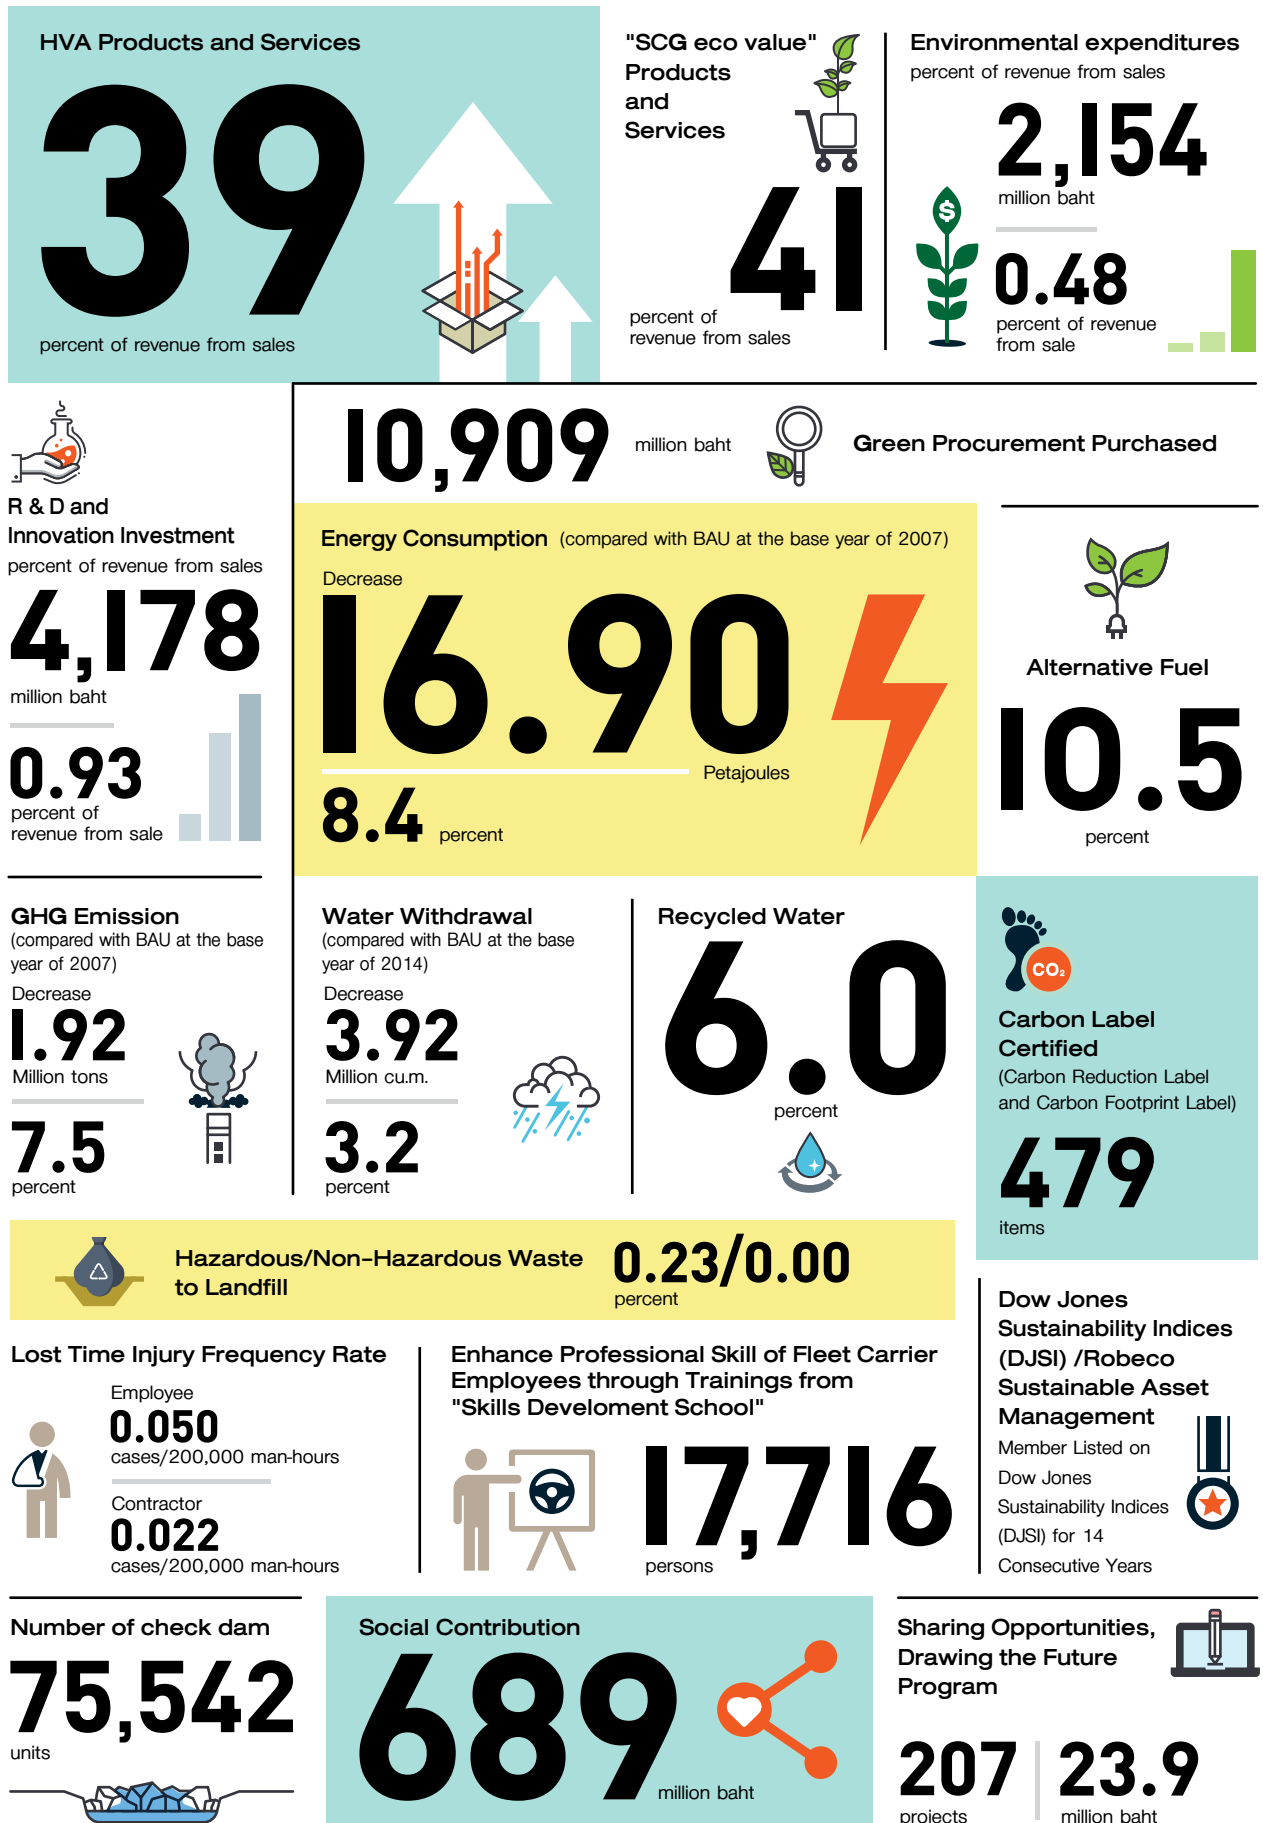 HVA Products and Services
39
percent of revenue from sales
"SCG eco value"
Products
and
Services
41
percent of
revenue from sales
Environmental expenditures
percent of revenue from sales
2,154
million baht
0.48
percent of revenue
from sale
$
R & D and
Innovation Investment
percent of revenue from sales
4,178
million baht
0.93
percent of
revenue from sale
10,909 million baht Green Procurement Purchased
Energy Consumption (compared with BAU at the base year of 2007)
Decrease
16.90
Petajoules
8.4 percent
Alternative Fuel
10.5
percent
GHG Emission
(compared with BAU at the base
year of 2007)
Decrease
1.92
Million tons
7.5
percent
Water Withdrawal
(compared with BAU at the base
year of 2014)
Decrease
3.92
Million cu.m.
3.2
percent
Recycled Water
6.0
percent
CO₂
Carbon Label
Certified
(Carbon Reduction Label
and Carbon Footprint Label)
479
items
Hazardous/Non-Hazardous Waste
to Landfill
0.23/0.00
percent
Lost Time Injury Frequency Rate
Employee
0.050
cases/200,000 man-hours
Contractor
0.022
cases/200,000 man-hours
Enhance Professional Skill of Fleet Carrier
Employees through Trainings from
"Skills Develoment School"
17,716
persons
Dow Jones
Sustainability Indices
(DJSI) /Robeco
Sustainable Asset
Management
Member Listed on
Dow Jones
Sustainability Indices
(DJSI) for 14
Consecutive Years
Number of check dam
75,542
units
Social Contribution
689
million baht
Sharing Opportunities,
Drawing the Future
Program
207
projects
23.9
million baht